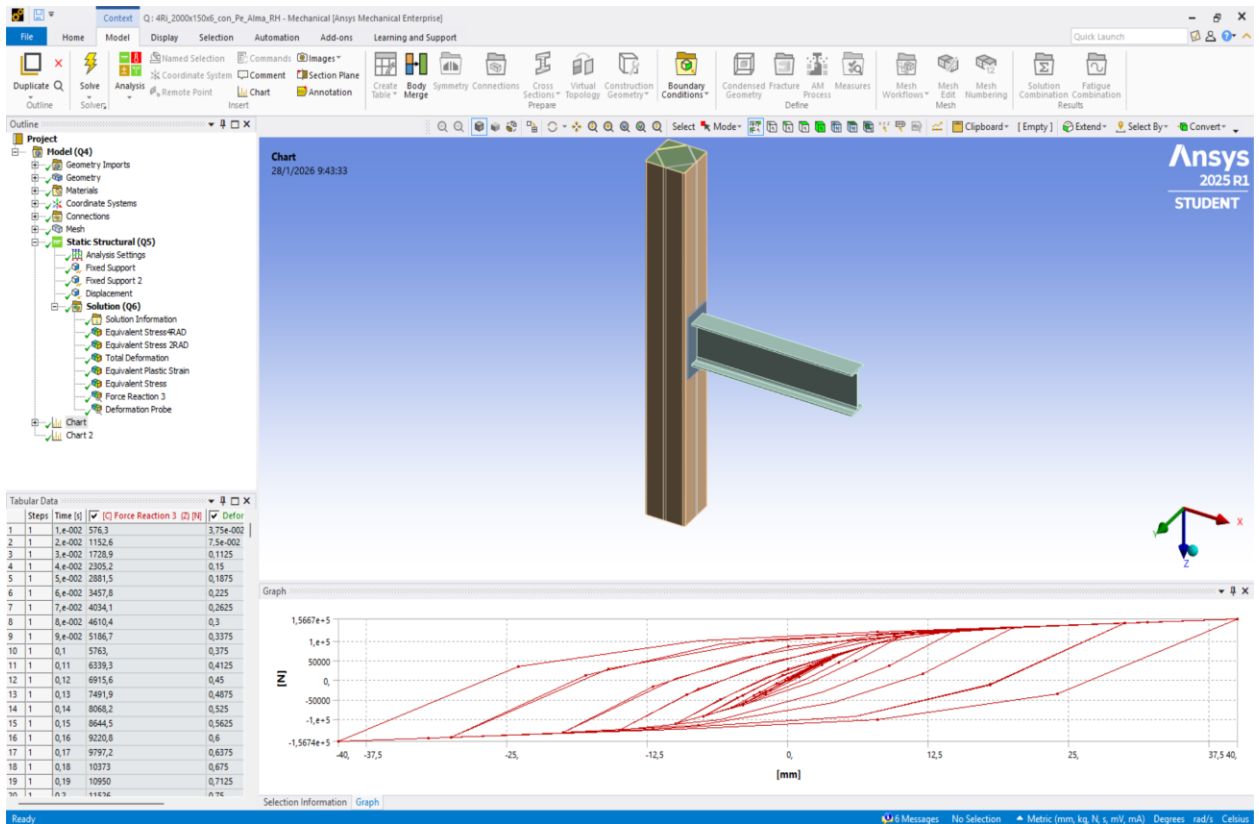 Context Q : 4Ri_2000x150x6_con_Pe_Alma_RH - Mechanical [Ansys Mechanical Enterprise]
File Home Model Display Selection Automation Add-ons Learning and Support Quick Launch
Duplicate Q
Outline
Solve
Solver
Analysis
Named Selection
Coordinate System
Remote Point
Commands
Comment
Chart
Images
Section Plane
Annotation
Insert
Create Table
Body Merge
Symmetry
Connections
Cross Sections
Virtual Topology
Construction Geometry
Prepare
Boundary Conditions
Condensed Geometry
Fracture
AM Process
Measures
Define
Mesh Workflows
Mesh Edit
Mesh Numbering
Mesh
Solution Combination
Fatigue Combination
Results
Outline
Select Mode Clipboard [ Empty ] Extend Select By Convert
Project
Model (Q4)
Geometry Imports
Geometry
Materials
Coordinate Systems
Connections
Mesh
Static Structural (Q5)
Analysis Settings
Fixed Support
Fixed Support 2
Displacement
Solution (Q6)
Solution Information
Equivalent Stress4RAD
Equivalent Stress 2RAD
Total Deformation
Equivalent Plastic Strain
Equivalent Stress
Force Reaction 3
Deformation Probe
Chart
Chart 2
Chart
28/1/2026 9:43:33
Ansys
2025 R1
STUDENT
X
Y
Z
Tabular Data
Steps Time [s] [C] Force Reaction 3 (Z) [N] Defor
1 1 1,e-002 576,3 3,75e-002
2 1 2,e-002 1152,6 7,5e-002
3 1 3,e-002 1728,9 0,1125
4 1 4,e-002 2305,2 0,15
5 1 5,e-002 2881,5 0,1875
6 1 6,e-002 3457,8 0,225
7 1 7,e-002 4034,1 0,2625
8 1 8,e-002 4610,4 0,3
9 1 9,e-002 5186,7 0,3375
10 1 0,1 5763, 0,375
11 1 0,11 6339,3 0,4125
12 1 0,12 6915,6 0,45
13 1 0,13 7491,9 0,4875
14 1 0,14 8068,2 0,525
15 1 0,15 8644,5 0,5625
16 1 0,16 9220,8 0,6
17 1 0,17 9797,2 0,6375
18 1 0,18 10373 0,675
19 1 0,19 10950 0,7125
20 1 0,2 11526 0,75
Graph
1,5667e+5
1,e+5
50000
0,
-50000
-1,e+5
-1,5674e+5
[N]
-40, -37,5 -25, -12,5 0, 12,5 25, 37,5 40,
[mm]
Selection Information Graph
Ready 6 Messages No Selection Metric (mm, kg, N, s, mV, mA) Degrees rad/s Celsius